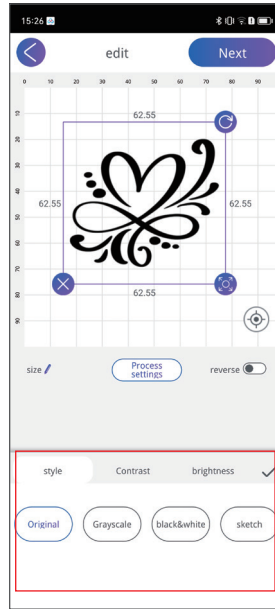 15:26
edit
Next
0 10 20 30 40 50 60 70 80 90
10
20
30
40
50
60
70
80
90
62.55
62.55
62.55
62.55
size
Process
settings
reverse
style
Contrast
brightness
Original
Grayscale
black&white
sketch